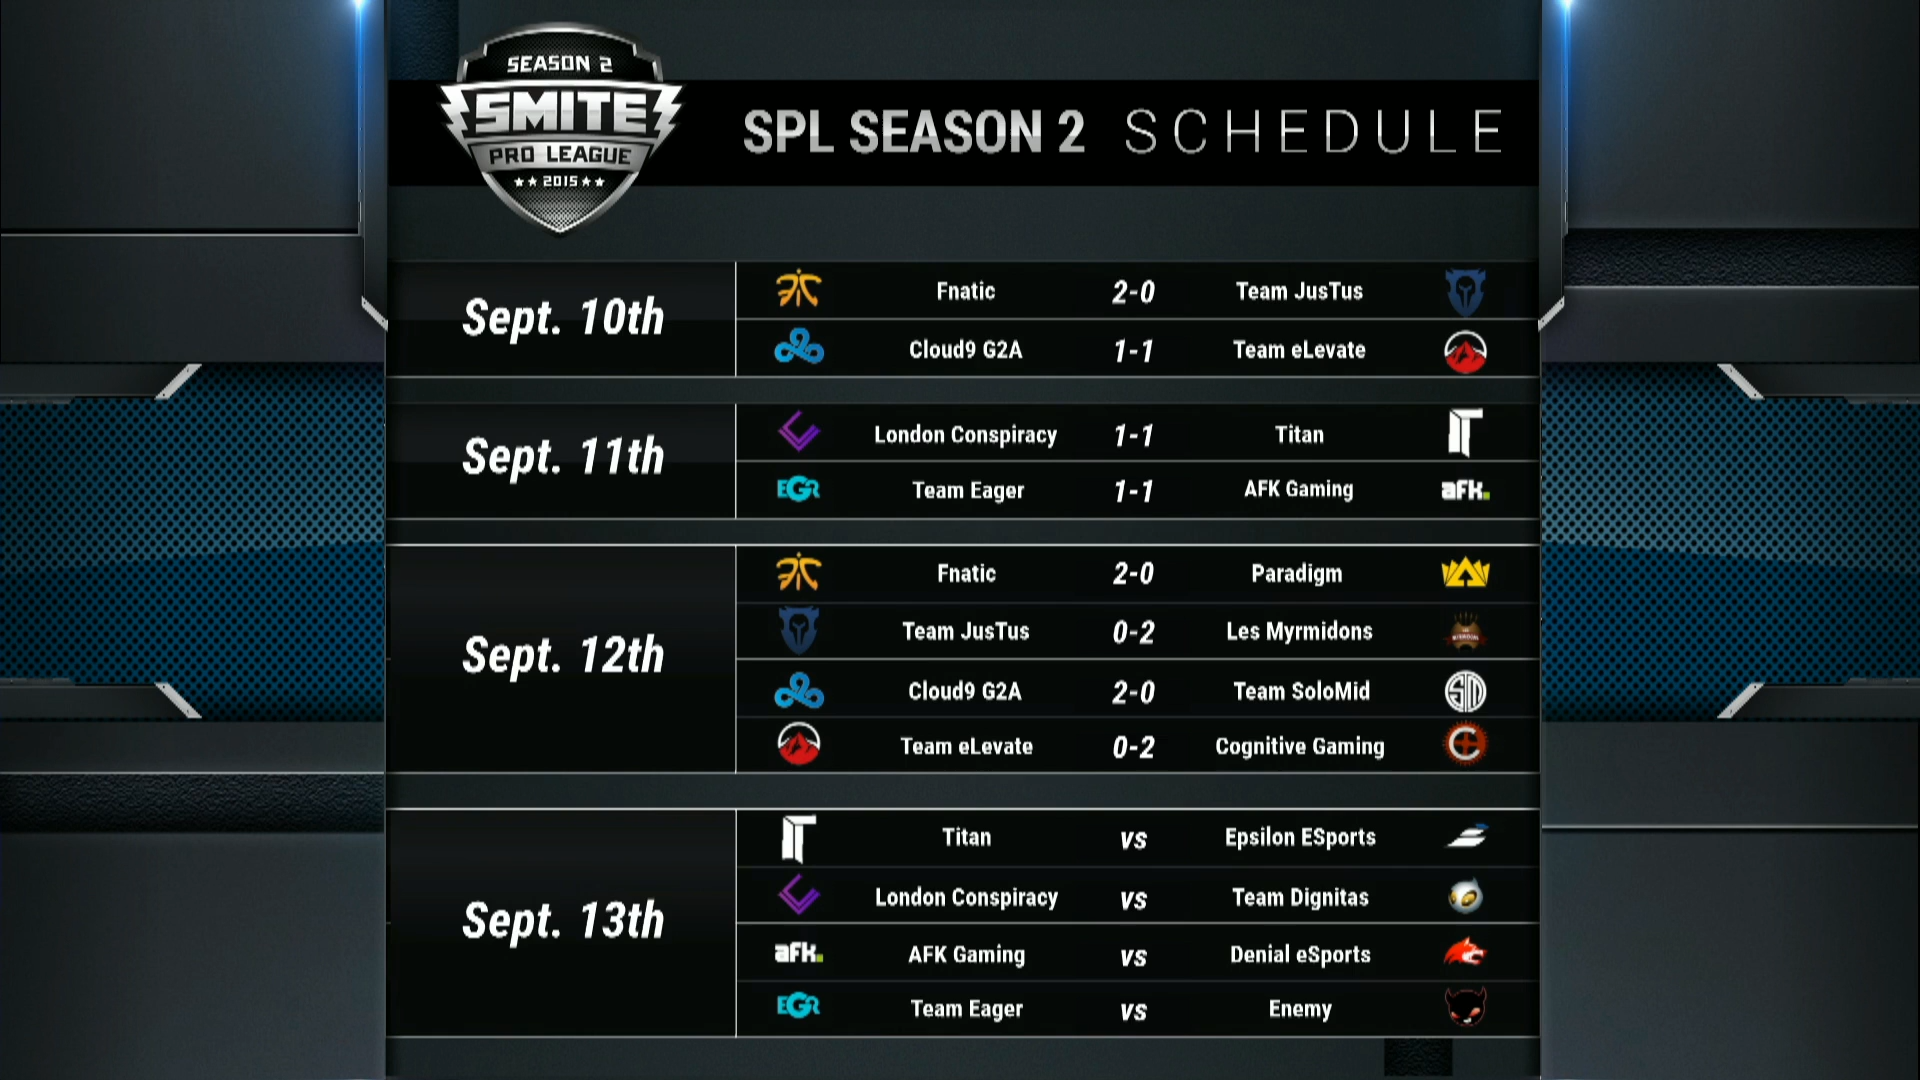 SEASON 2
SMITE
PRO LEAGUE
2015
SPL SEASON 2 SCHEDULE
Sept. 10th
Fnatic 2-0 Team JusTus
Cloud9 G2A 1-1 Team eLevate
Sept. 11th
London Conspiracy 1-1 Titan
EGR Team Eager 1-1 AFK Gaming aFK.
Sept. 12th
Fnatic 2-0 Paradigm
Team JusTus 0-2 Les Myrmidons
Cloud9 G2A 2-0 Team SoloMid
Team eLevate 0-2 Cognitive Gaming
Sept. 13th
Titan vs Epsilon ESports
London Conspiracy vs Team Dignitas
aFK. AFK Gaming vs Denial eSports
EGR Team Eager vs Enemy